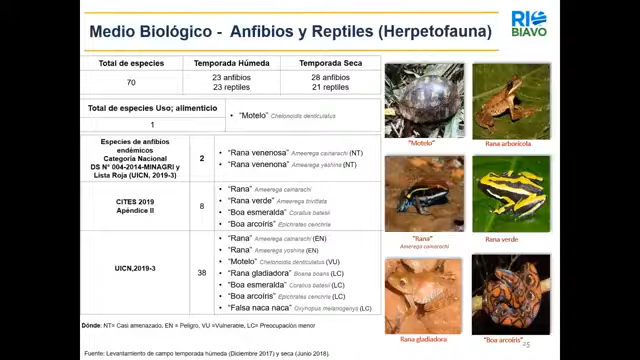 Medio Biológico - Anfibios y Reptiles (Herpetofauna)
RIO
BIAVO
Total de especies
Temporada Húmeda
Temporada Seca
70
23 anfibios
23 reptiles
28 anfibios
21 reptiles
Total de especies Uso; alimenticio
1
"Motelo" Chelonoidis denticulatus
Especies de anfibios
endémicos
Categoría Nacional
DS N° 004-2014-MINAGRI y
Lista Roja (UICN, 2019-3)
2
"Rana venenosa" Ameerega cainarachi (NT)
"Rana venenona" Ameerega yoshina (NT)
CITES 2019
Apéndice II
8
"Rana" Ameerega cainarachi
"Rana verde" Ameerega trivittata
"Boa esmeralda" Corallus batesii
"Boa arcoíris" Epicrates cenchria
UICN,2019-3
38
"Rana" Ameerega cainarachi (EN)
"Rana" Ameerega yoshina (EN)
"Motelo" Chelonoidis denticulatus (VU)
"Rana gladiadora" Boana boans (LC)
"Boa esmeralda" Corallus batesii (LC)
"Boa arcoíris" Epicrates cenchria (LC)
"Falsa naca naca" Oxyrhopus melanogenys (LC)
"Motelo"
Rana arborícola
"Rana"
Ameerega cainarachi
Rana verde
Rana gladiadora
"Boa arcoíris"
25
Dónde: NT= Casi amenazado, EN = Peligro, VU =Vulnerable, LC= Preocupación menor
Fuente: Levantamiento de campo temporada húmeda (Diciembre 2017) y seca (Junio 2018).